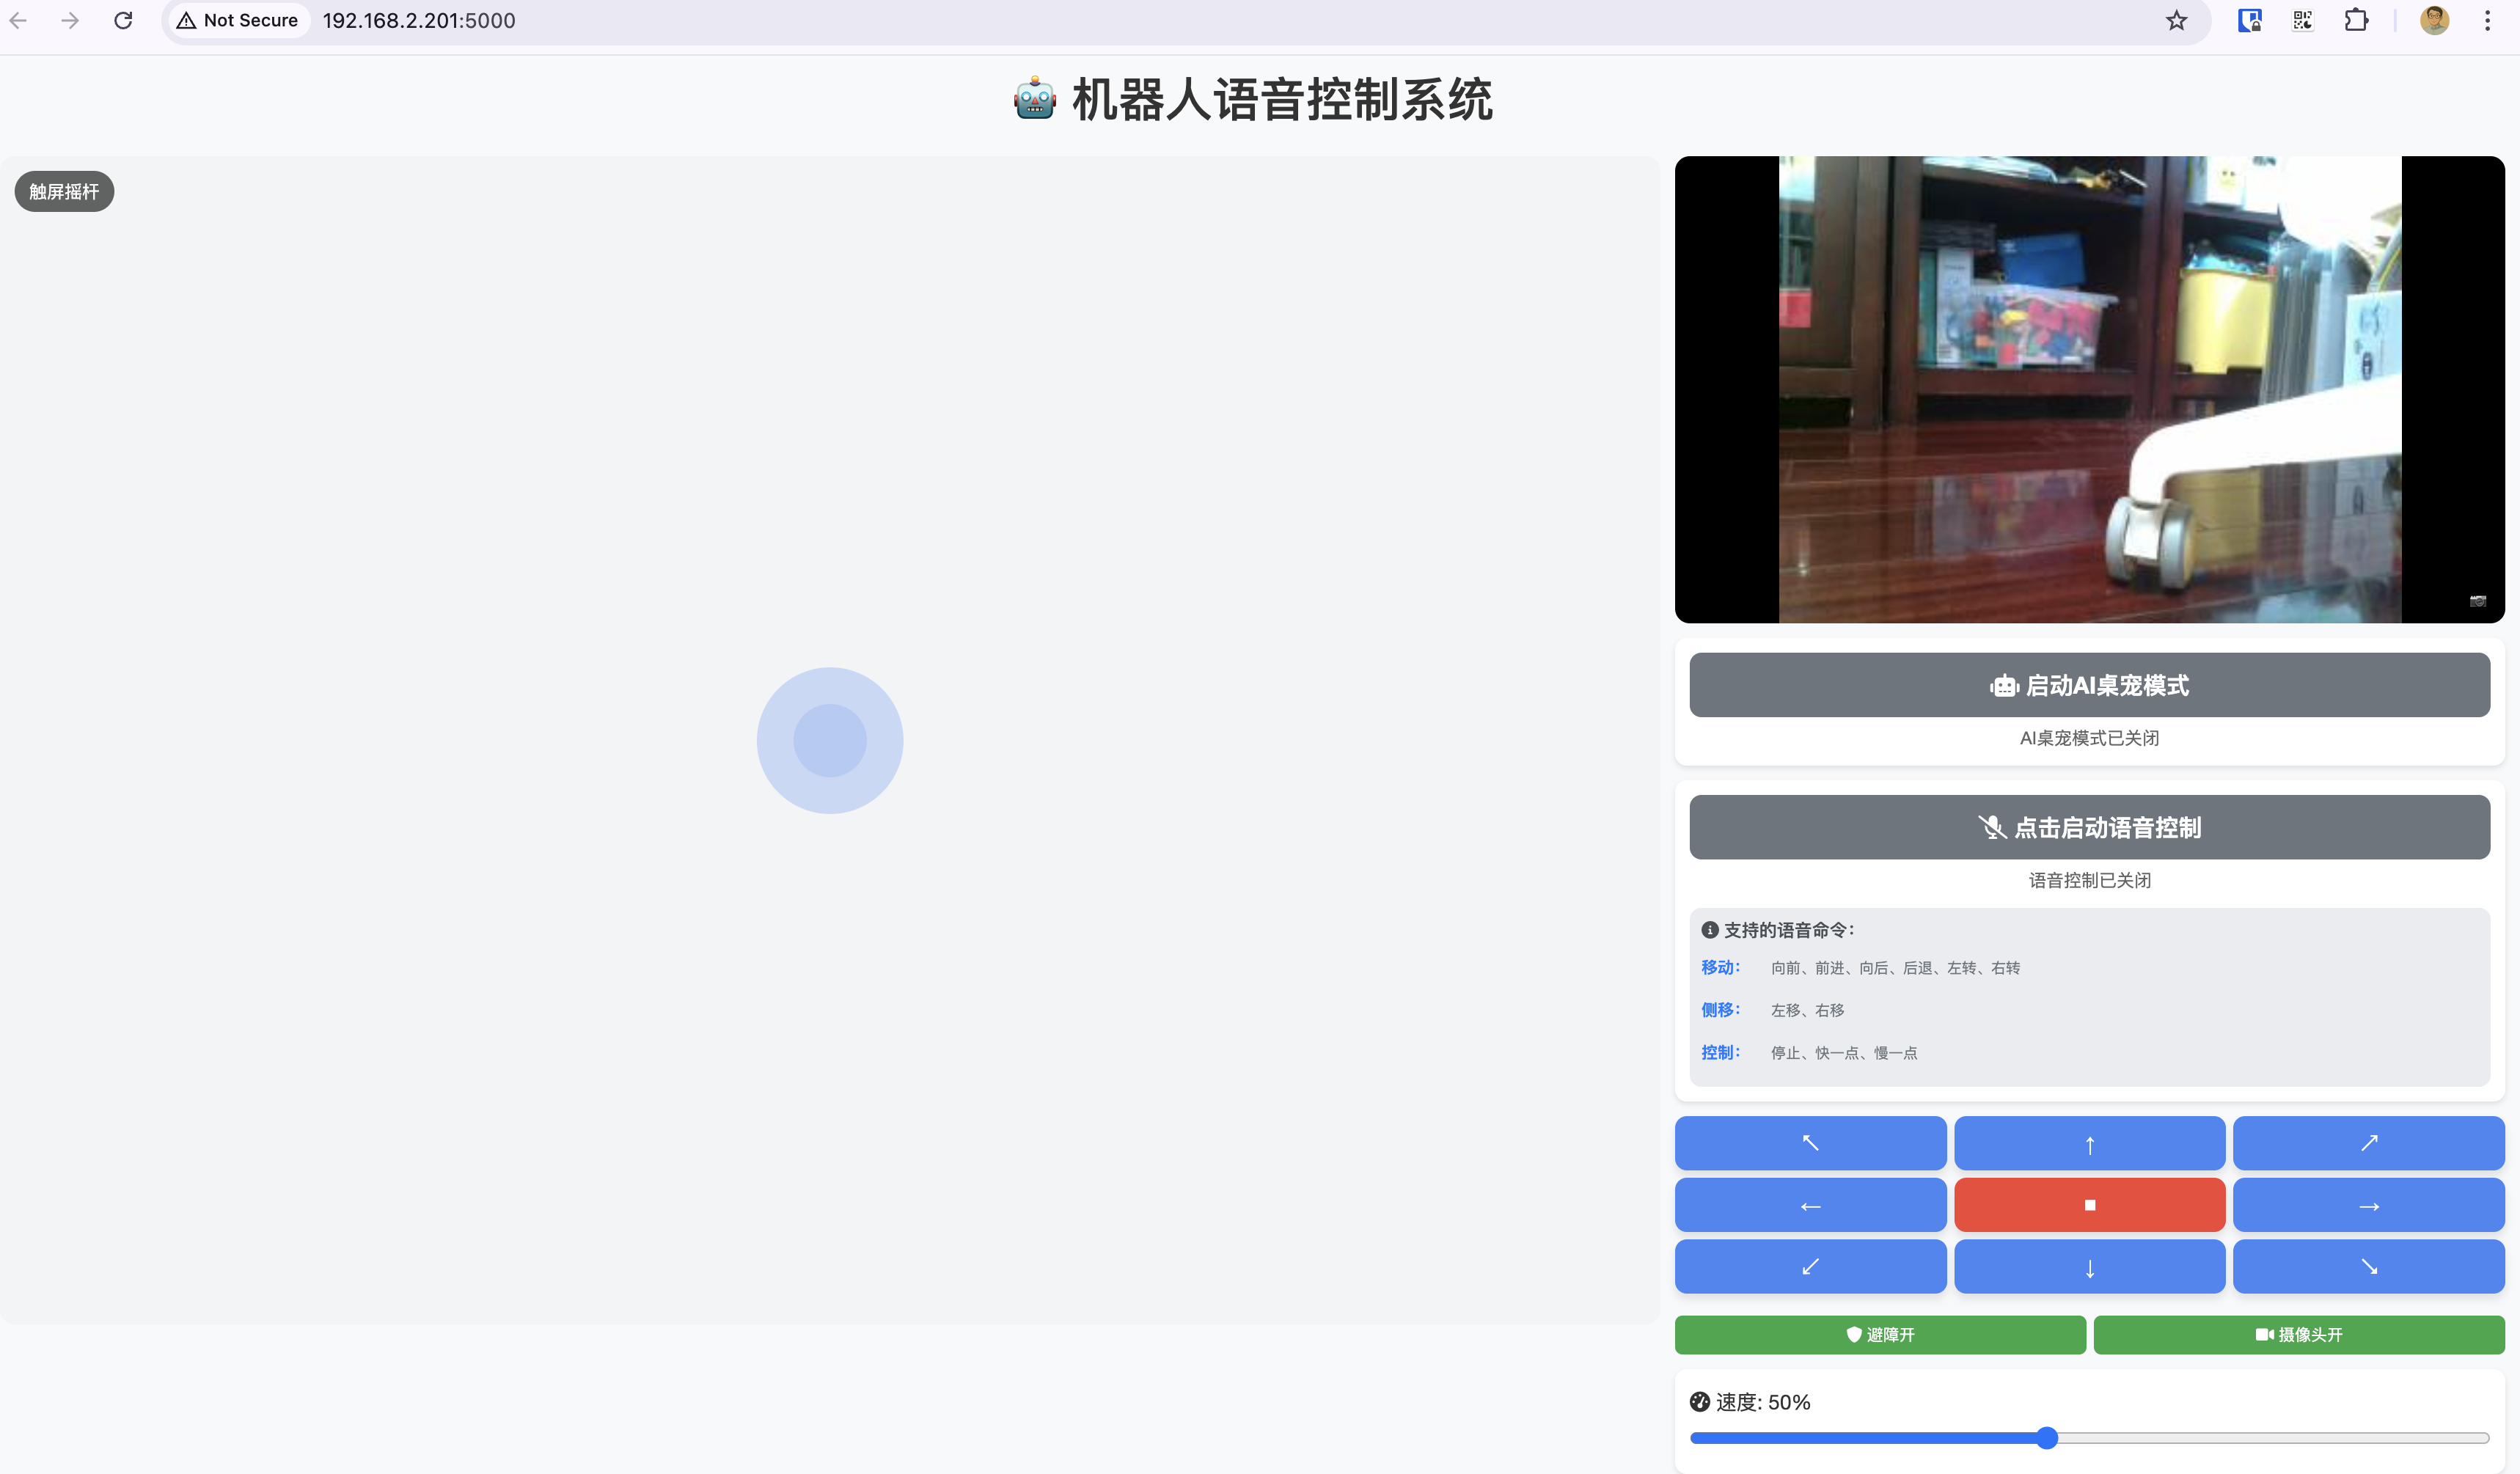 Not Secure 192.168.2.201:5000
🤖 机器人语音控制系统
触屏摇杆
启动AI桌宠模式
AI桌宠模式已关闭
点击启动语音控制
语音控制已关闭
支持的语音命令：
移动： 向前、前进、向后、后退、左转、右转
侧移： 左移、右移
控制： 停止、快一点、慢一点
↖ ↑ ↗
← ■ →
↙ ↓ ↘
避障开 摄像头开
速度: 50%